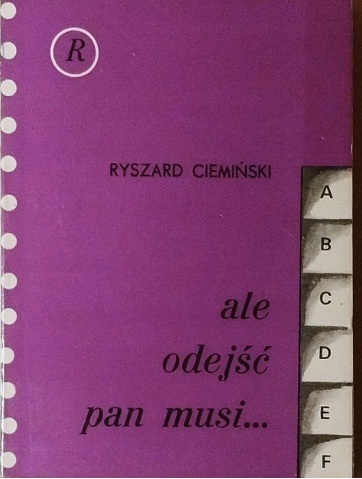 R
RYSZARD CIEMIŃSKI
ale
odejść
pan musi...
A
B
C
D
E
F